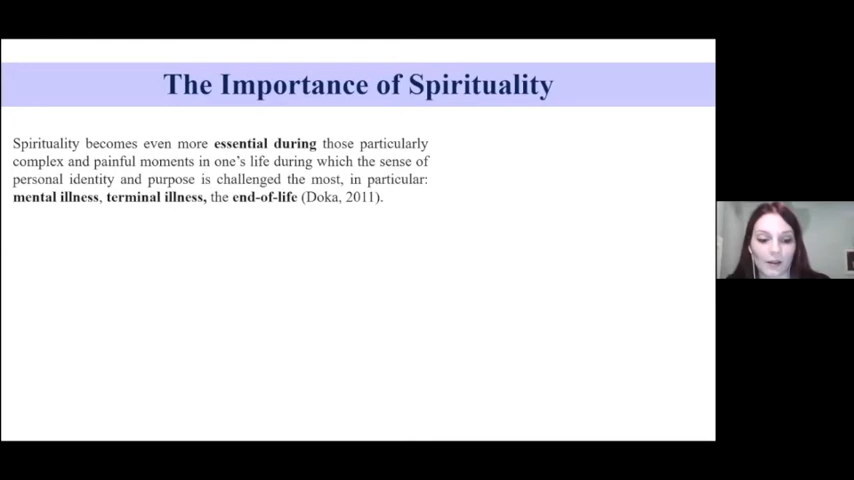 The Importance of Spirituality
Spirituality becomes even more essential during those particularly
complex and painful moments in one's life during which the sense of
personal identity and purpose is challenged the most, in particular:
mental illness, terminal illness, the end-of-life (Doka, 2011).